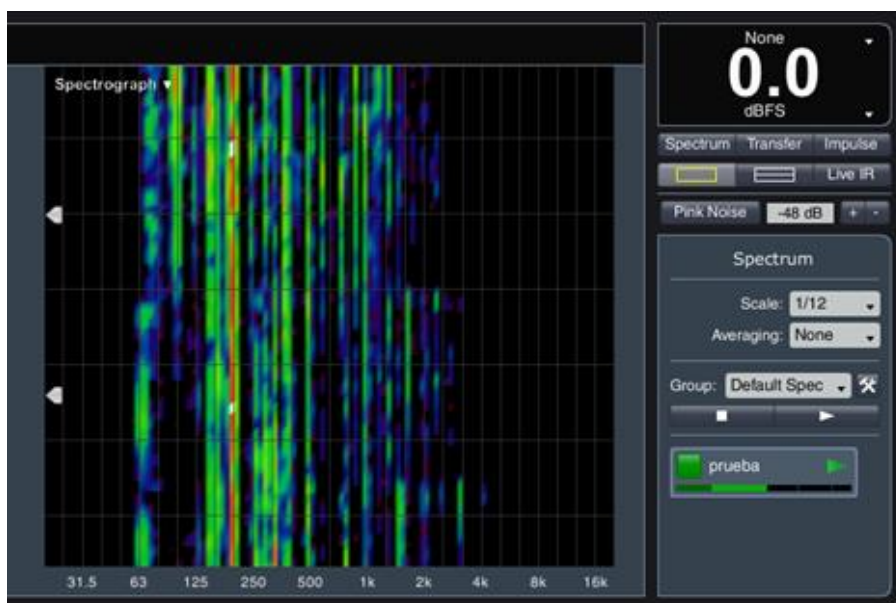 Spectrograph
None
0.0
dBFS
Spectrum Transfer Impulse
Live IR
Pink Noise -48 dB + -
Spectrum
Scale: 1/12
Averaging: None
Group: Default Spec
prueba
31.5 63 125 250 500 1k 2k 4k 8k 16k